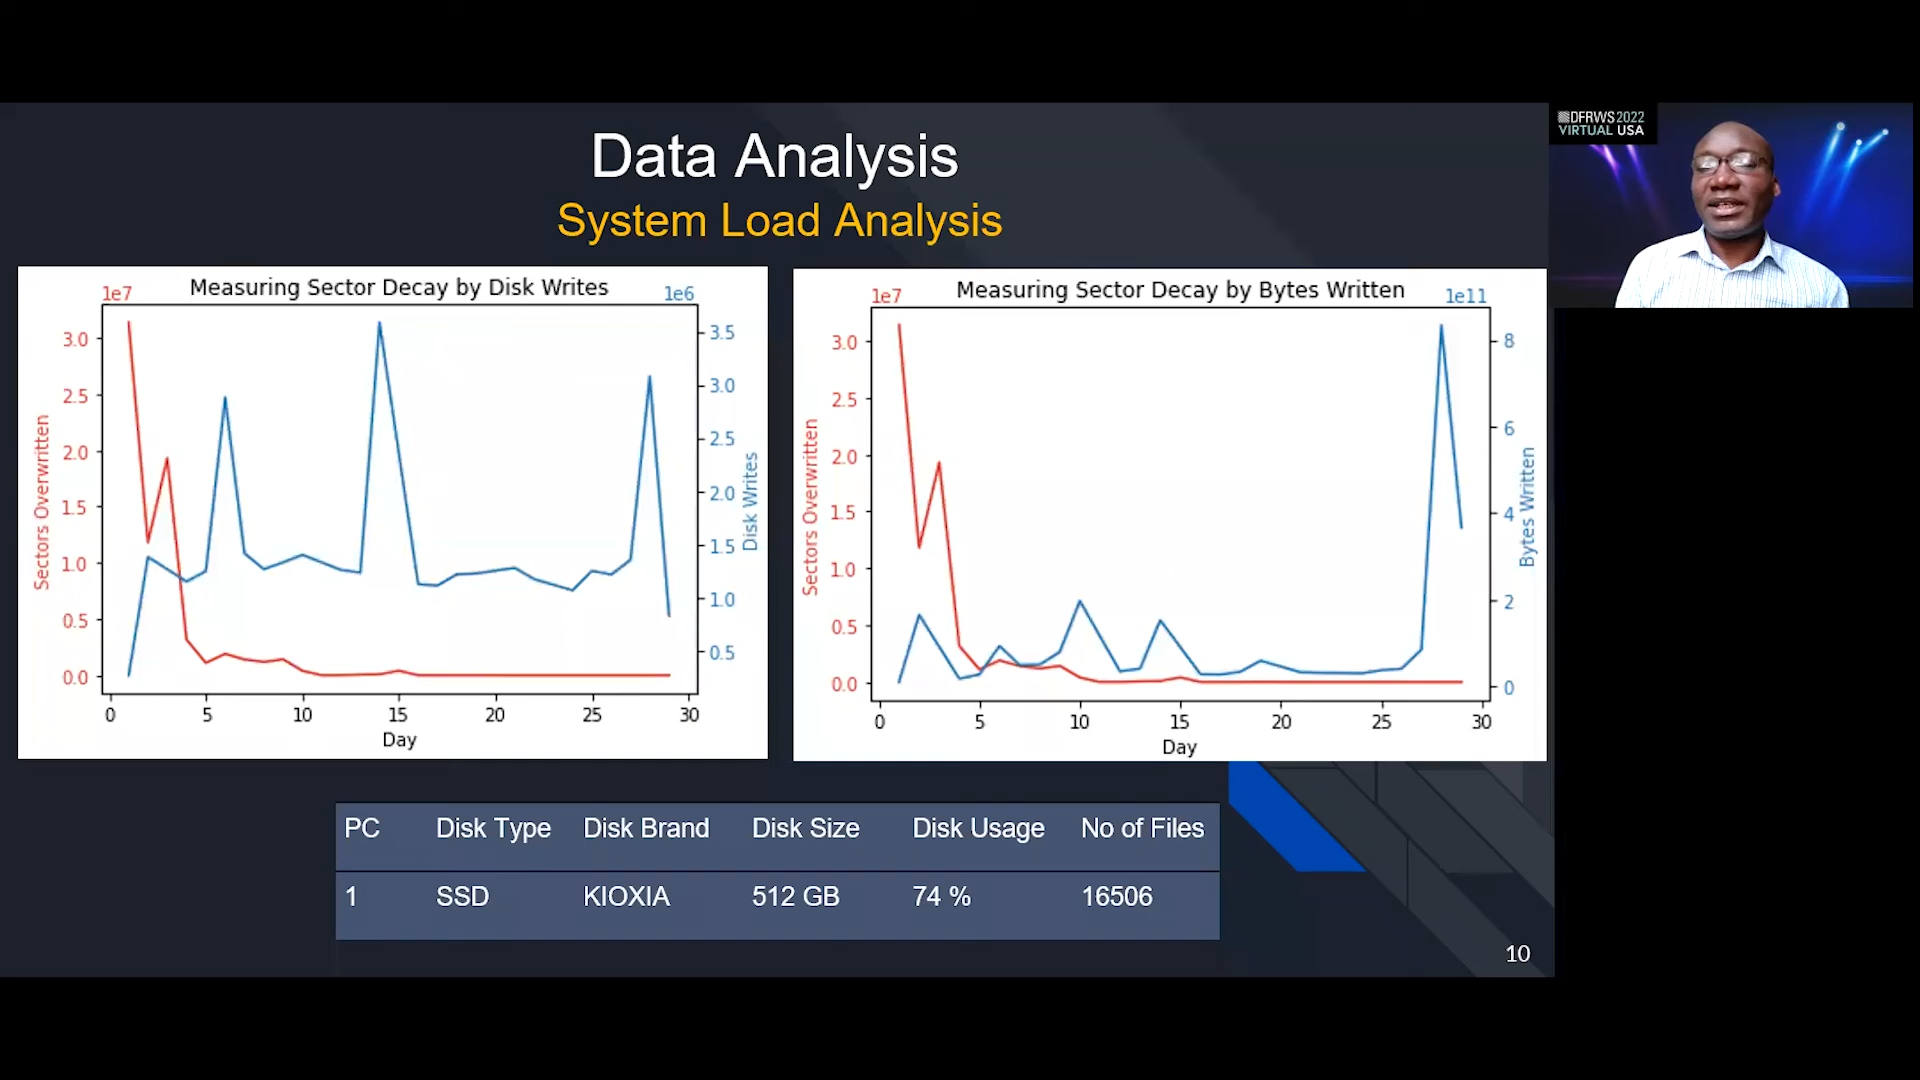 DFRWS 2022
VIRTUAL USA
Data Analysis
System Load Analysis
Measuring Sector Decay by Disk Writes
1e7
1e6
3.0
2.5
2.0
1.5
1.0
0.5
0.0
Sectors Overwritten
3.5
3.0
2.5
2.0
1.5
1.0
0.5
Disk Writes
0 5 10 15 20 25 30
Day
Measuring Sector Decay by Bytes Written
1e7
1e11
3.0
2.5
2.0
1.5
1.0
0.5
0.0
Sectors Overwritten
8
6
4
2
0
Bytes Written
0 5 10 15 20 25 30
Day
PC Disk Type Disk Brand Disk Size Disk Usage No of Files
1 SSD KIOXIA 512 GB 74 % 16506
10